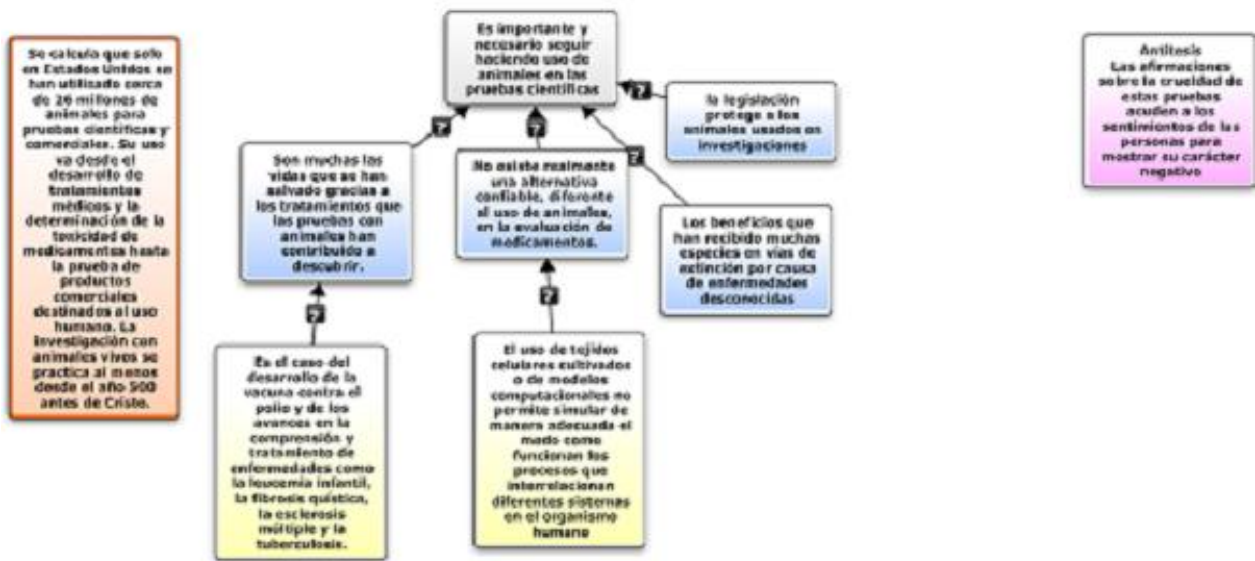 Se calcula que solo
en Estados Unidos se
han utilizado cerca
de 26 millones de
animales para
pruebas científicas y
comerciales. Su uso
va desde el
desarrollo de
tratamientos
médicos y la
determinación de la
toxicidad de
medicamentos hasta
la prueba de
productos
comerciales
destinados al uso
humano. La
investigación con
animales vivos se
practica al menos
desde el año 500
antes de Cristo.
Es importante y
necesario seguir
haciendo uso de
animales en las
pruebas científicas
?
la legislación
protege a los
animales usados en
investigaciones
?
?
?
Son muchas las
vidas que se han
salvado gracias a
los tratamientos que
las pruebas con
animales han
contribuido a
descubrir.
No existe realmente
una alternativa
confiable, diferente
al uso de animales,
en la evaluación de
medicamentos.
Los beneficios que
han recibido muchas
especies en vías de
extinción por causa
de enfermedades
desconocidas
?
?
Es el caso del
desarrollo de la
vacuna contra el
polio y de los
avances en la
comprensión y
tratamiento de
enfermedades como
la leucemia infantil,
la fibrosis quística,
la esclerosis
múltiple y la
tuberculosis.
El uso de tejidos
celulares cultivados
o de modelos
computacionales no
permite simular de
manera adecuada el
modo como
funcionan los
procesos que
interrelacionan
diferentes sistemas
en el organismo
humano
Antítesis
Las afirmaciones
sobre la crueldad de
estas pruebas
acuden a los
sentimientos de las
personas para
mostrar su carácter
negativo